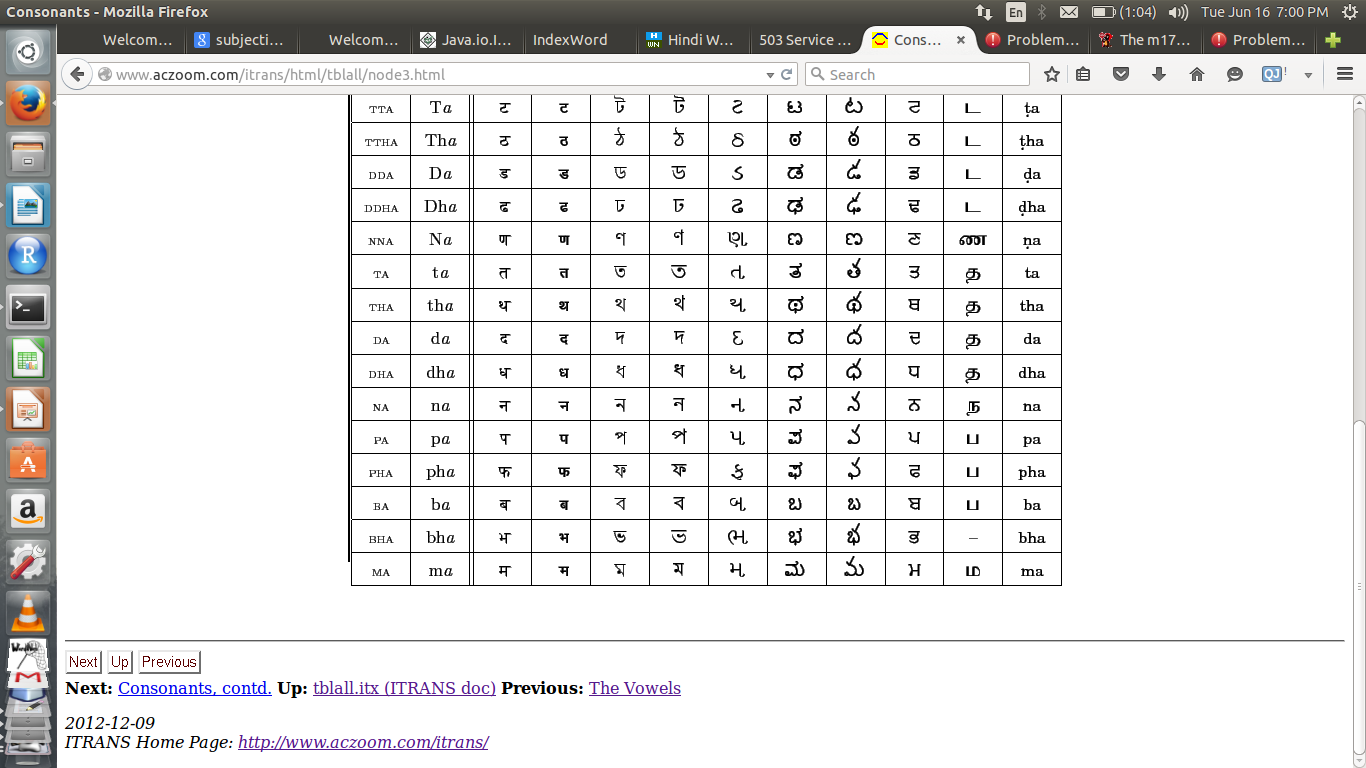 Consonants - Mozilla Firefox En (1:04) Tue Jun 16 7:00 PM
Welcom... subjecti... Welcom... Java.io.I... IndexWord Hindi W... 503 Service ... Cons... Problem... The m17... Problem...
www.aczoom.com/itrans/html/tblall/node3.html Search
TTA Ta ट ट ট ট ટ ಟ ట ਟ ட ṭa
TTHA Tha ठ ठ ঠ ঠ ઠ ಠ ఠ ਠ ட ṭha
DDA Da ड ड ড ড ડ ಡ డ ਡ ட ḍa
DDHA Dha ढ ढ ঢ ঢ ઢ ಢ ఢ ਢ ட ḍha
NNA Na ण ण ণ ণ ણ ಣ ణ ਣ ண ṇa
TA ta त त ত ত ત ತ త ਤ த ta
THA tha थ थ থ থ થ ಥ థ ਥ த tha
DA da द द দ দ દ ದ ద ਦ த da
DHA dha ध ध ধ ধ ધ ಧ ధ ਧ த dha
NA na न न ন ন ન ನ న ਨ ந na
PA pa प प প প પ ಪ ప ਪ ப pa
PHA pha फ फ ফ ফ ફ ಫ ఫ ਫ ப pha
BA ba ब ब ব ব બ ಬ బ ਬ ப ba
BHA bha भ भ ভ ভ ભ ಭ భ ਭ – bha
MA ma म म ম ম મ ಮ మ ਮ ம ma
Next Up Previous
Next: Consonants, contd. Up: tblall.itx (ITRANS doc) Previous: The Vowels
2012-12-09
ITRANS Home Page: http://www.aczoom.com/itrans/